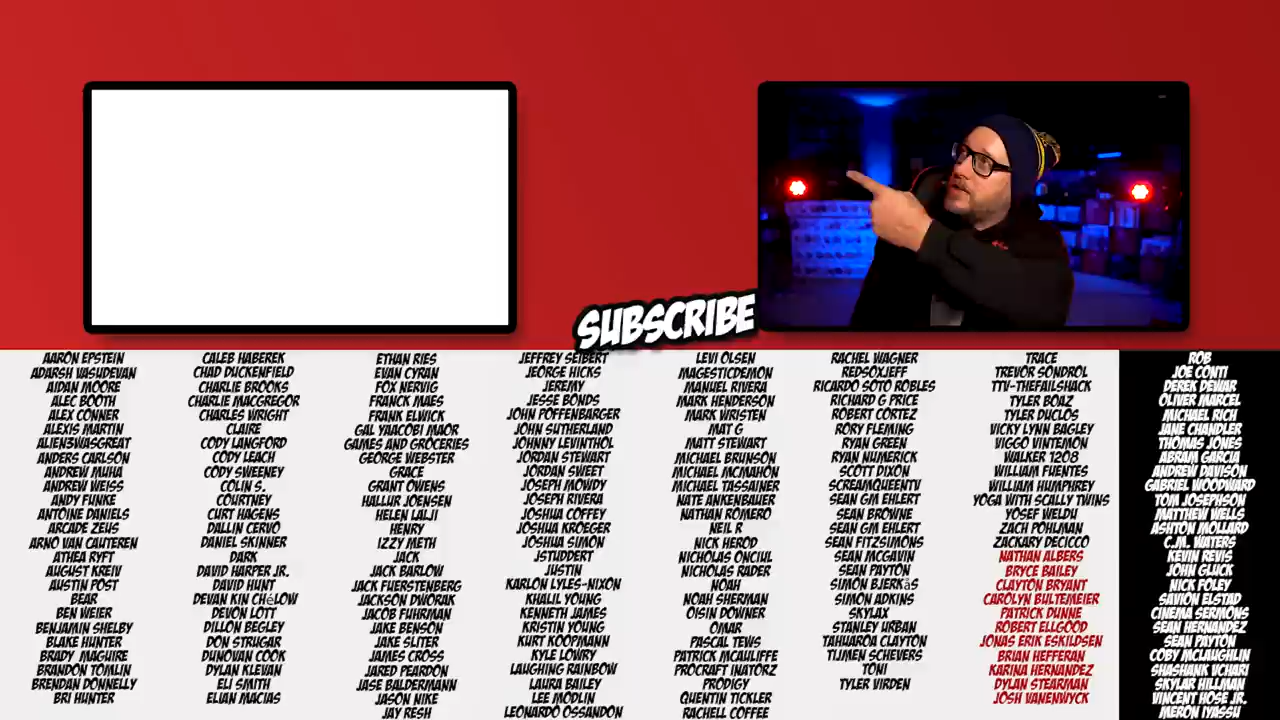 SUBSCRIBE
AARON EPSTEIN
ADARSH VASUDEVAN
AIDAN MOORE
ALEC BOOTH
ALEX CONNER
ALEXIS MARTIN
ALIEN3WASGREAT
ANDERS CARLSON
ANDREW MUHA
ANDREW WEISS
ANDY FUNKE
ANTOINE DANIELS
ARCADE ZEUS
ARNO VAN CAUTEREN
ATHEA RYFT
AUGUST KREIV
AUSTIN POST
BEAR
BEN WEIER
BENJAMIN SHELBY
BLAKE HUNTER
BRADY MAGUIRE
BRANDON TOMLIN
BRENDAN DONNELLY
BRI HUNTER
CALEB HABEREK
CHAD DUCKENFIELD
CHARLIE BROOKS
CHARLIE MACGREGOR
CHARLES WRIGHT
CLAIRE
CODY LANGFORD
CODY LEACH
CODY SWEENEY
COLIN S.
COURTNEY
CURT HAGENS
DALLIN CERVO
DANIEL SKINNER
DARK
DAVID HARPER JR.
DAVID HUNT
DEVAN KIN CHéLOW
DEVON LOTT
DILLON BEGLEY
DON STRUGAR
DUNOVAN COOK
DYLAN KLEVAN
ELI SMITH
ELIAN MACIAS
ETHAN RIES
EVAN CYRAN
FOX NERVIG
FRANCK MAES
FRANK ELWICK
GAL YAACOBI MAOR
GAMES AND GROCERIES
GEORGE WEBSTER
GRACE
GRANT OWENS
HALLUR JOENSEN
HELEN LALJI
HENRY
IZZY METH
JACK
JACK BARLOW
JACK FUERSTENBERG
JACKSON DWORAK
JACOB FUHRMAN
JAKE BENSON
JAKE SLITER
JAMES CROSS
JARED PEARDON
JASE BALDERMANN
JASON NIKE
JAY RESH
JEFFREY SEIBERT
JEORGE HICKS
JEREMY
JESSE BONDS
JOHN POFFENBARGER
JOHN SUTHERLAND
JOHNNY LEVINTHOL
JORDAN STEWART
JORDAN SWEET
JOSEPH MOWDY
JOSEPH RIVERA
JOSHUA COFFEY
JOSHUA KROEGER
JOSHUA SIMON
JSTUDDERT
JUSTIN
KARLON LYLES-NIXON
KHALIL YOUNG
KENNETH JAMES
KRISTIN YOUNG
KURT KOOPMANN
KYLE LOWRY
LAUGHING RAINBOW
LAURA BAILEY
LEE MODLIN
LEONARDO OSSANDON
LEVI OLSEN
MAGESTICDEMON
MANUEL RIVERA
MARK HENDERSON
MARK WRISTEN
MAT G
MATT STEWART
MICHAEL BRUNSON
MICHAEL MCMAHON
MICHAEL TASSAINER
NATE ANKENBAUER
NATHAN ROMERO
NEIL R
NICK HEROD
NICHOLAS ONCIUL
NICHOLAS RADER
NOAH
NOAH SHERMAN
OISIN DOWNER
OMAR
PASCAL TEWS
PATRICK MCAULIFFE
PROCRAFT INATORZ
PRODIGY
QUENTIN TICKLER
RACHELL COFFEE
RACHEL WAGNER
REDSOXJEFF
RICARDO SOTO ROBLES
RICHARD G PRICE
ROBERT CORTEZ
RORY FLEMING
RYAN GREEN
RYAN NUMERICK
SCOTT DIXON
SCREAMQUEENTV
SEAN GM EHLERT
SEAN BROWNE
SEAN GM EHLERT
SEAN FITZSIMONS
SEAN MCGAVIN
SEAN PAYTON
SIMON BJERKåS
SIMON ADKINS
SKYLAX
STANLEY URBAN
TAHUAROA CLAYTON
TIJMEN SCHEVERS
TONI
TYLER VIRDEN
TRACE
TREVOR SONDROL
TTV-THEFAILSHACK
TYLER BOAZ
TYLER DUCLOS
VICKY LYNN BAGLEY
VIGGO VINTEMON
WALKER 1208
WILLIAM FUENTES
WILLIAM HUMPHREY
YOGA WITH SCALLY TWINS
YOSEF WELDU
ZACH POHLMAN
ZACKARY DECICCO
NATHAN ALBERS
BRYCE BAILEY
CLAYTON BRYANT
CAROLYN BULTEMEIER
PATRICK DUNNE
ROBERT ELLGOOD
JONAS ERIK ESKILDSEN
BRIAN HEFFERAN
KARINA HERNANDEZ
DYLAN STEARMAN
JOSH VANENWYCK
ROB
JOE CONTI
DEREK DEWAR
OLIVER MARCEL
MICHAEL RICH
JANE CHANDLER
THOMAS JONES
ABRAM GARCIA
ANDREW DAVISON
GABRIEL WOODWARD
TOM JOSEPHSON
MATTHEW WELLS
ASHTON MOLLARD
C.M. WATERS
KEVIN REVIS
JOHN GLUCK
NICK FOLEY
SAVION ELSTAD
CINEMA SERMONS
SEAN HERNANDEZ
SEAN PAYTON
COBY MCLAUGHLIN
SHASHANK VCHARI
SKYLAR HILLMAN
VINCENT HOSE JR.
MERON IYASSU